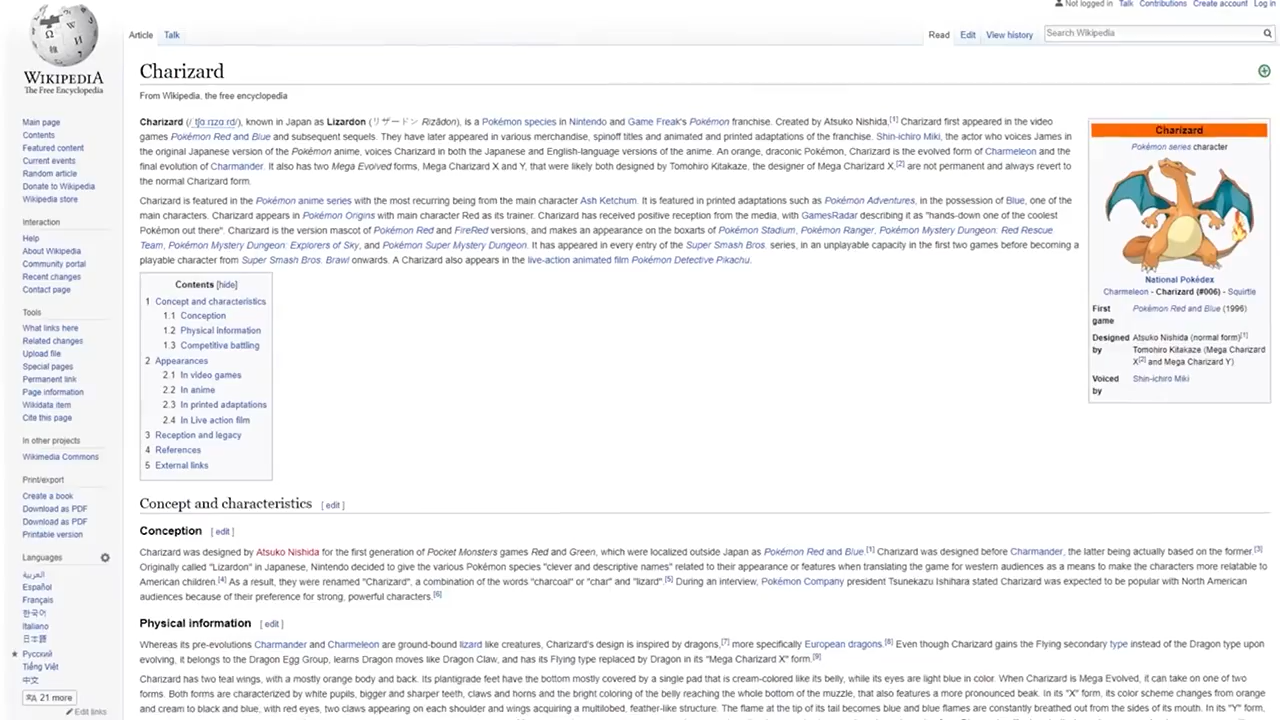 Not logged in Talk Contributions Create account Log in
Article Talk
Read Edit View history Search Wikipedia
WIKIPEDIA
The Free Encyclopedia
Main page
Contents
Featured content
Current events
Random article
Donate to Wikipedia
Wikipedia store
Interaction
Help
About Wikipedia
Community portal
Recent changes
Contact page
Tools
What links here
Related changes
Upload file
Special pages
Permanent link
Page information
Wikidata item
Cite this page
In other projects
Wikimedia Commons
Print/export
Create a book
Download as PDF
Download as PDF
Printable version
Languages
العربية
Español
Français
한국어
Italiano
日本語
Русский
Tiếng Việt
中文
21 more
Edit links
Charizard
From Wikipedia, the free encyclopedia
Charizard known in Japan as Lizardon (リザードン Rizādon), is a Pokémon species in Nintendo and Game Freak's Pokémon franchise. Created by Atsuko Nishida,[1] Charizard first appeared in the video
games Pokémon Red and Blue and subsequent sequels. They have later appeared in various merchandise, spinoff titles and animated and printed adaptations of the franchise. Shin-ichiro Miki, the actor who voices James in
the original Japanese version of the Pokémon anime, voices Charizard in both the Japanese and English-language versions of the anime. An orange, draconic Pokémon, Charizard is the evolved form of Charmeleon and the
final evolution of Charmander. It also has two Mega Evolved forms, Mega Charizard X and Y, that were likely both designed by Tomohiro Kitakaze, the designer of Mega Charizard X,[2] are not permanent and always revert to
the normal Charizard form.
Charizard is featured in the Pokémon anime series with the most recurring being from the main character Ash Ketchum. It is featured in printed adaptations such as Pokémon Adventures, in the possession of Blue, one of the
main characters. Charizard appears in Pokémon Origins with main character Red as its trainer. Charizard has received positive reception from the media, with GamesRadar describing it as "hands-down one of the coolest
Pokémon out there". Charizard is the version mascot of Pokémon Red and FireRed versions, and makes an appearance on the boxarts of Pokémon Stadium, Pokémon Ranger, Pokémon Mystery Dungeon: Red Rescue
Team, Pokémon Mystery Dungeon: Explorers of Sky, and Pokémon Super Mystery Dungeon. It has appeared in every entry of the Super Smash Bros. series, in an unplayable capacity in the first two games before becoming a
playable character from Super Smash Bros. Brawl onwards. A Charizard also appears in the live-action animated film Pokémon Detective Pikachu.
Charizard
Pokémon series character
National Pokédex
Charmeleon - Charizard (#006) - Squirtle
First game Pokémon Red and Blue (1996)
Designed by Atsuko Nishida (normal form)[1]
Tomohiro Kitakaze (Mega Charizard
X[2] and Mega Charizard Y)
Voiced by Shin-ichiro Miki
Contents [hide]
1 Concept and characteristics
1.1 Conception
1.2 Physical information
1.3 Competitive battling
2 Appearances
2.1 In video games
2.2 In anime
2.3 In printed adaptations
2.4 In Live action film
3 Reception and legacy
4 References
5 External links
Concept and characteristics [ edit ]
Conception [ edit ]
Charizard was designed by Atsuko Nishida for the first generation of Pocket Monsters games Red and Green, which were localized outside Japan as Pokémon Red and Blue.[1] Charizard was designed before Charmander, the latter being actually based on the former.[3]
Originally called "Lizardon" in Japanese, Nintendo decided to give the various Pokémon species "clever and descriptive names" related to their appearance or features when translating the game for western audiences as a means to make the characters more relatable to
American children.[4] As a result, they were renamed "Charizard", a combination of the words "charcoal" or "char" and "lizard".[5] During an interview, Pokémon Company president Tsunekazu Ishihara stated Charizard was expected to be popular with North American
audiences because of their preference for strong, powerful characters.[6]
Physical information [ edit ]
Whereas its pre-evolutions Charmander and Charmeleon are ground-bound lizard like creatures, Charizard's design is inspired by dragons,[7] more specifically European dragons.[8] Even though Charizard gains the Flying secondary type instead of the Dragon type upon
evolving, it belongs to the Dragon Egg Group, learns Dragon moves like Dragon Claw, and has its Flying type replaced by Dragon in its "Mega Charizard X" form.[9]
Charizard has two teal wings, with a mostly orange body and back. Its plantigrade feet have the bottom mostly covered by a single pad that is cream-colored like its belly, while its eyes are light blue in color. When Charizard is Mega Evolved, it can take on one of two
forms. Both forms are characterized by white pupils, bigger and sharper teeth, claws and horns and the bright coloring of the belly reaching the whole bottom of the muzzle, that also features a more pronounced beak. In its "X" form, its color scheme changes from orange
and cream to black and blue, with red eyes, two claws appearing on each shoulder and wings acquiring a multilobed, feather-like structure. The flame at the tip of its tail becomes blue and blue flames are constantly breathed out from the sides of its mouth. In its "Y" form,